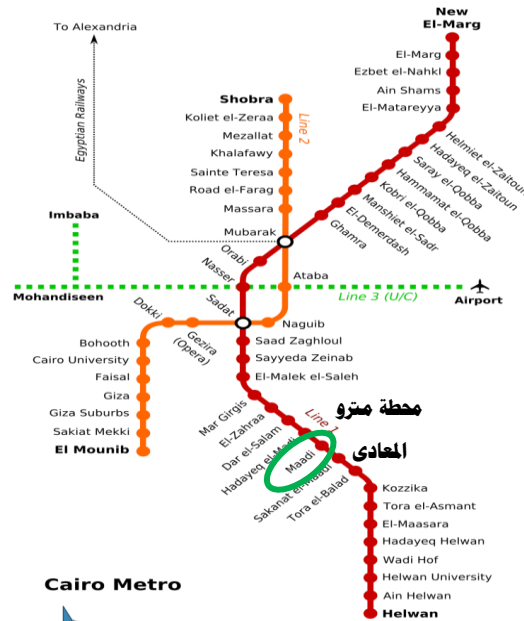 New
El-Marg
To Alexandria
El-Marg
Ezbet el-Nahkl
Ain Shams
El-Matareyya
Egyptian Railways
Shobra
Koliet el-Zeraa
Mezallat
Khalafawy
Sainte Teresa
Road el-Farag
Massara
Mubarak
Line 2
Helmiet el-Zaitoun
Hadayeq el-Zaitoun
Saray el-Qobba
Hammamat el-Qobba
Kobri el-Qobba
Manshiet el-Sadr
El-Demerdash
Ghamra
Imbaba
Orabi
Nasser
Ataba
Mohandiseen
Line 3 (U/C)
Airport
Sadat
Naguib
Dokki
Gezira
(Opera)
Bohooth
Cairo University
Faisal
Giza
Giza Suburbs
Sakiat Mekki
El Mounib
Saad Zaghloul
Sayyeda Zeinab
El-Malek el-Saleh
Mar Girgis
El-Zahraa
Dar el-Salam
Hadayeq el-Maadi
Maadi
Sakanat el-Maadi
Tora el-Balad
Line 1
محطة مترو
المعادى
Kozzika
Tora el-Asmant
El-Maasara
Hadayeq Helwan
Wadi Hof
Helwan University
Ain Helwan
Helwan
Cairo Metro